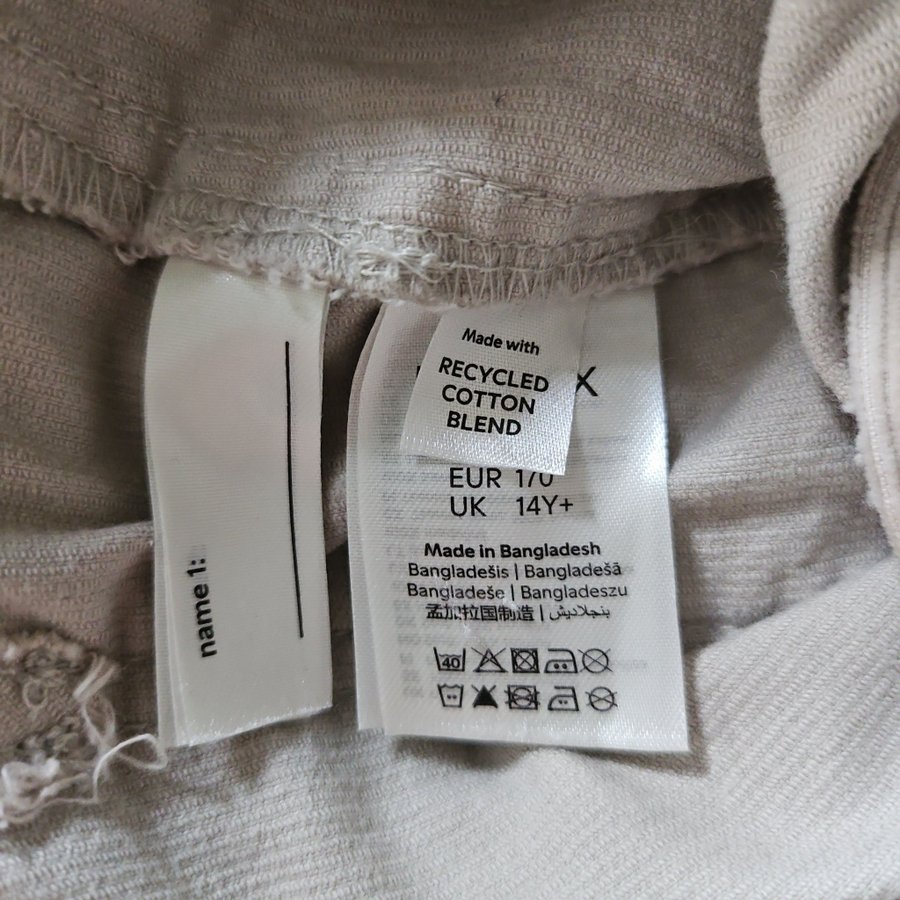 name 1:
Made with
RECYCLED
COTTON
BLEND
X
EUR 170
UK 14Y+
Made in Bangladesh
Bangladešis | Bangladešā
Bangladeše | Bangladeszu
孟加拉国制造 | بنجلاديش
40